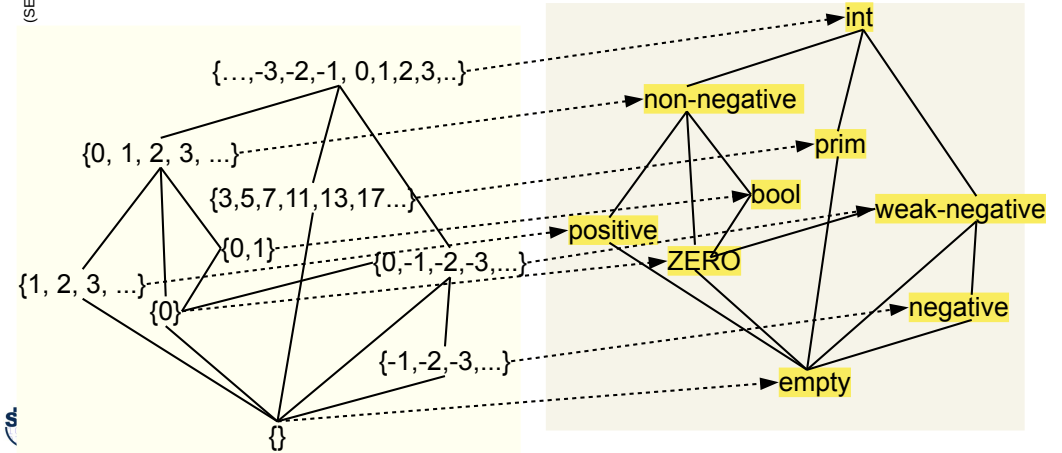 (SE
int
{…,-3,-2,-1, 0,1,2,3,..}
non-negative
{0, 1, 2, 3, ...}
prim
{3,5,7,11,13,17...}
bool
weak-negative
positive
{0,1}
{0,-1,-2,-3,...}
ZERO
{1, 2, 3, ...}
{0}
negative
{-1,-2,-3,...}
empty
{}